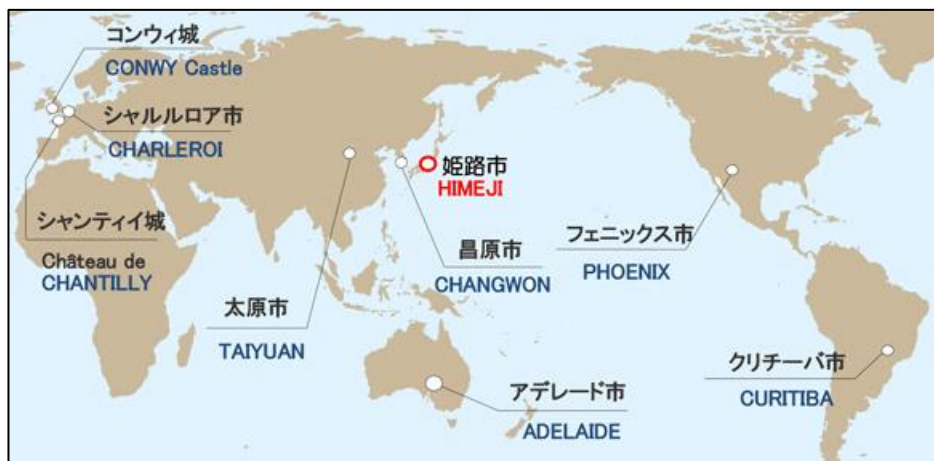 コンウィ城
CONWY Castle
シャルルロア市
CHARLEROI
シャンティイ城
Château de
CHANTILLY
太原市
TAIYUAN
姫路市
HIMEJI
昌原市
CHANGWON
フェニックス市
PHOENIX
アデレード市
ADELAIDE
クリチーバ市
CURITIBA